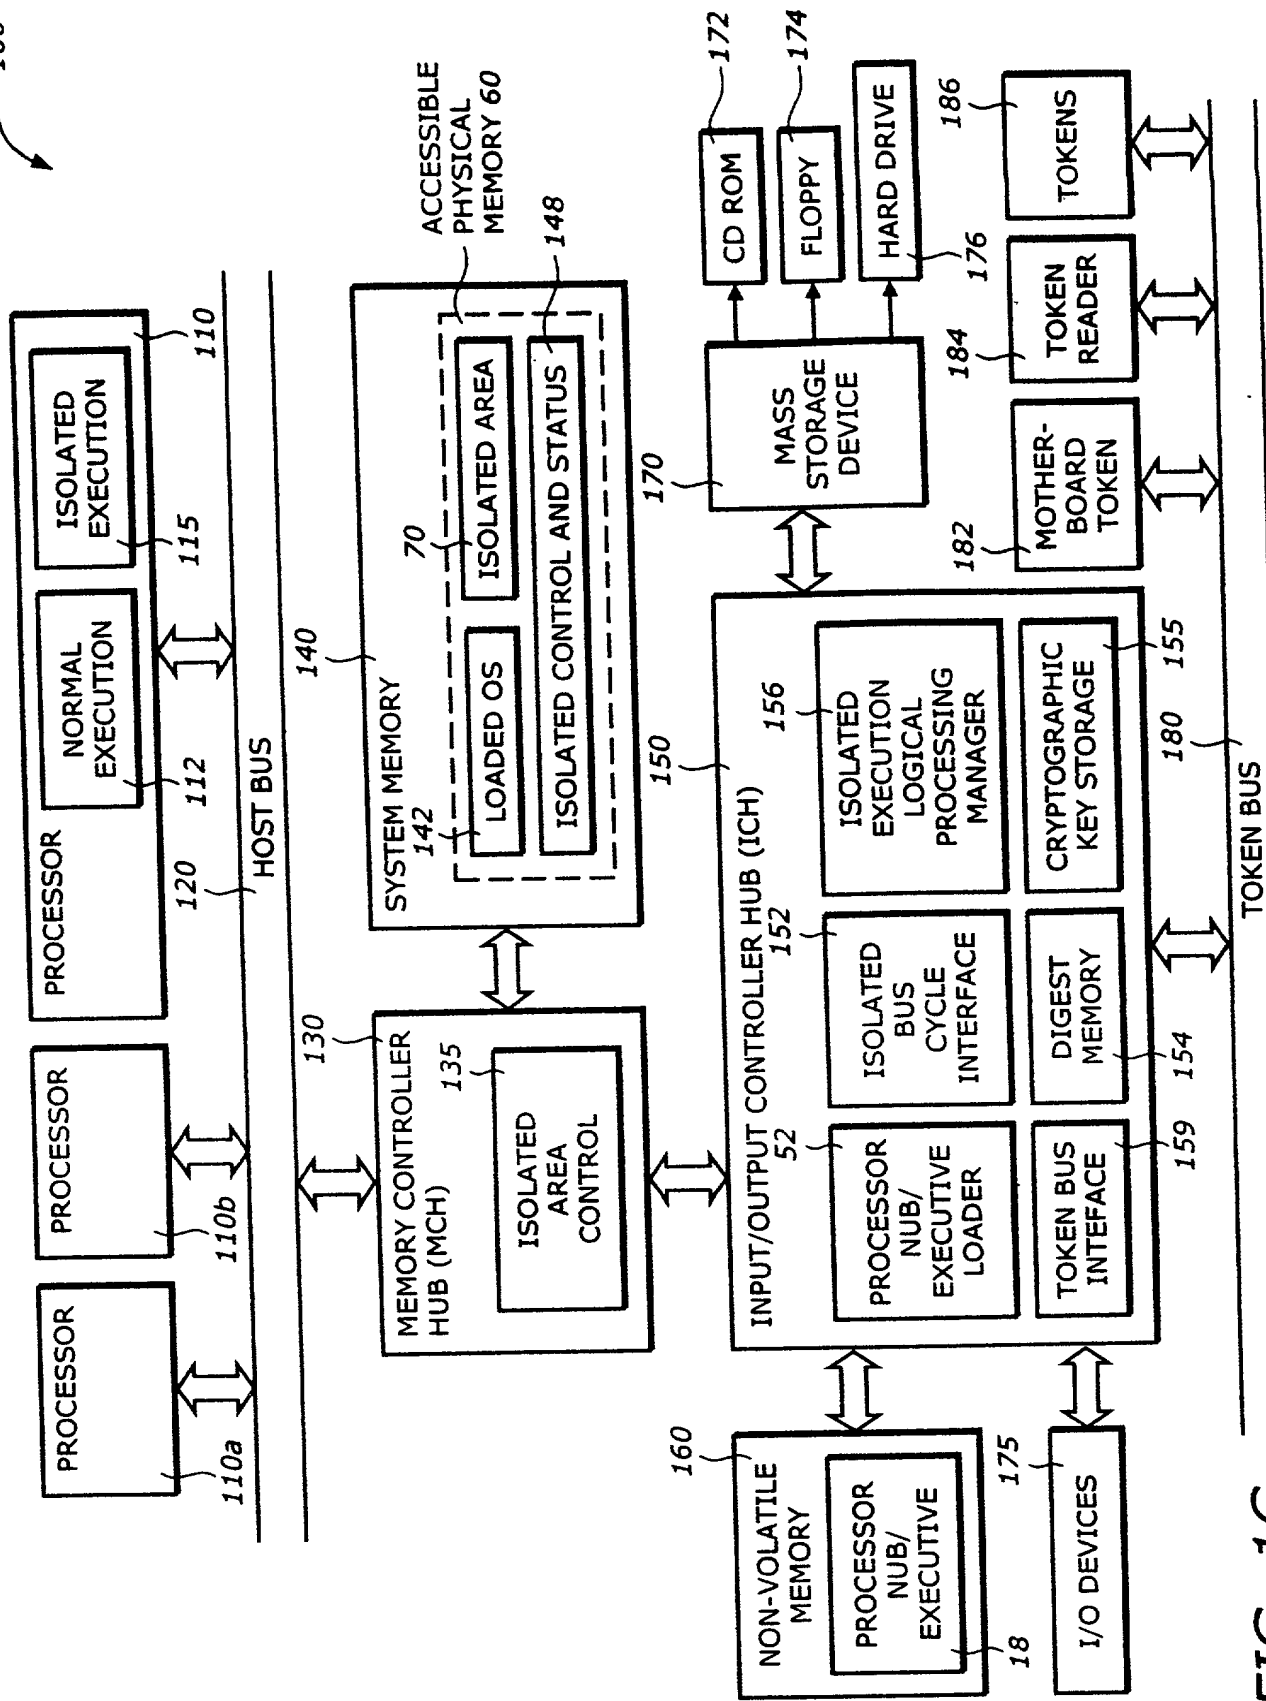 PROCESSOR
110a
PROCESSOR
110b
PROCESSOR
NORMAL
EXECUTION
112
ISOLATED
EXECUTION
115
110
120
HOST BUS
130
MEMORY CONTROLLER
HUB (MCH)
135
ISOLATED
AREA
CONTROL
140
SYSTEM MEMORY
142
LOADED OS
70
ISOLATED AREA
ISOLATED CONTROL AND STATUS
148
ACCESSIBLE
PHYSICAL
MEMORY 60
150
INPUT/OUTPUT CONTROLLER HUB (ICH)
52
PROCESSOR
NUB/
EXECUTIVE
LOADER
152
ISOLATED
BUS
CYCLE
INTERFACE
156
ISOLATED
EXECUTION
LOGICAL
PROCESSING
MANAGER
TOKEN BUS
INTEFACE
159
DIGEST
MEMORY
154
CRYPTOGRAPHIC
KEY STORAGE
155
160
NON-VOLATILE
MEMORY
PROCESSOR
NUB/
EXECUTIVE
18
175
I/O DEVICES
170
MASS
STORAGE
DEVICE
CD ROM
172
FLOPPY
174
HARD DRIVE
176
182
MOTHER-
BOARD
TOKEN
184
TOKEN
READER
186
TOKENS
180
TOKEN BUS